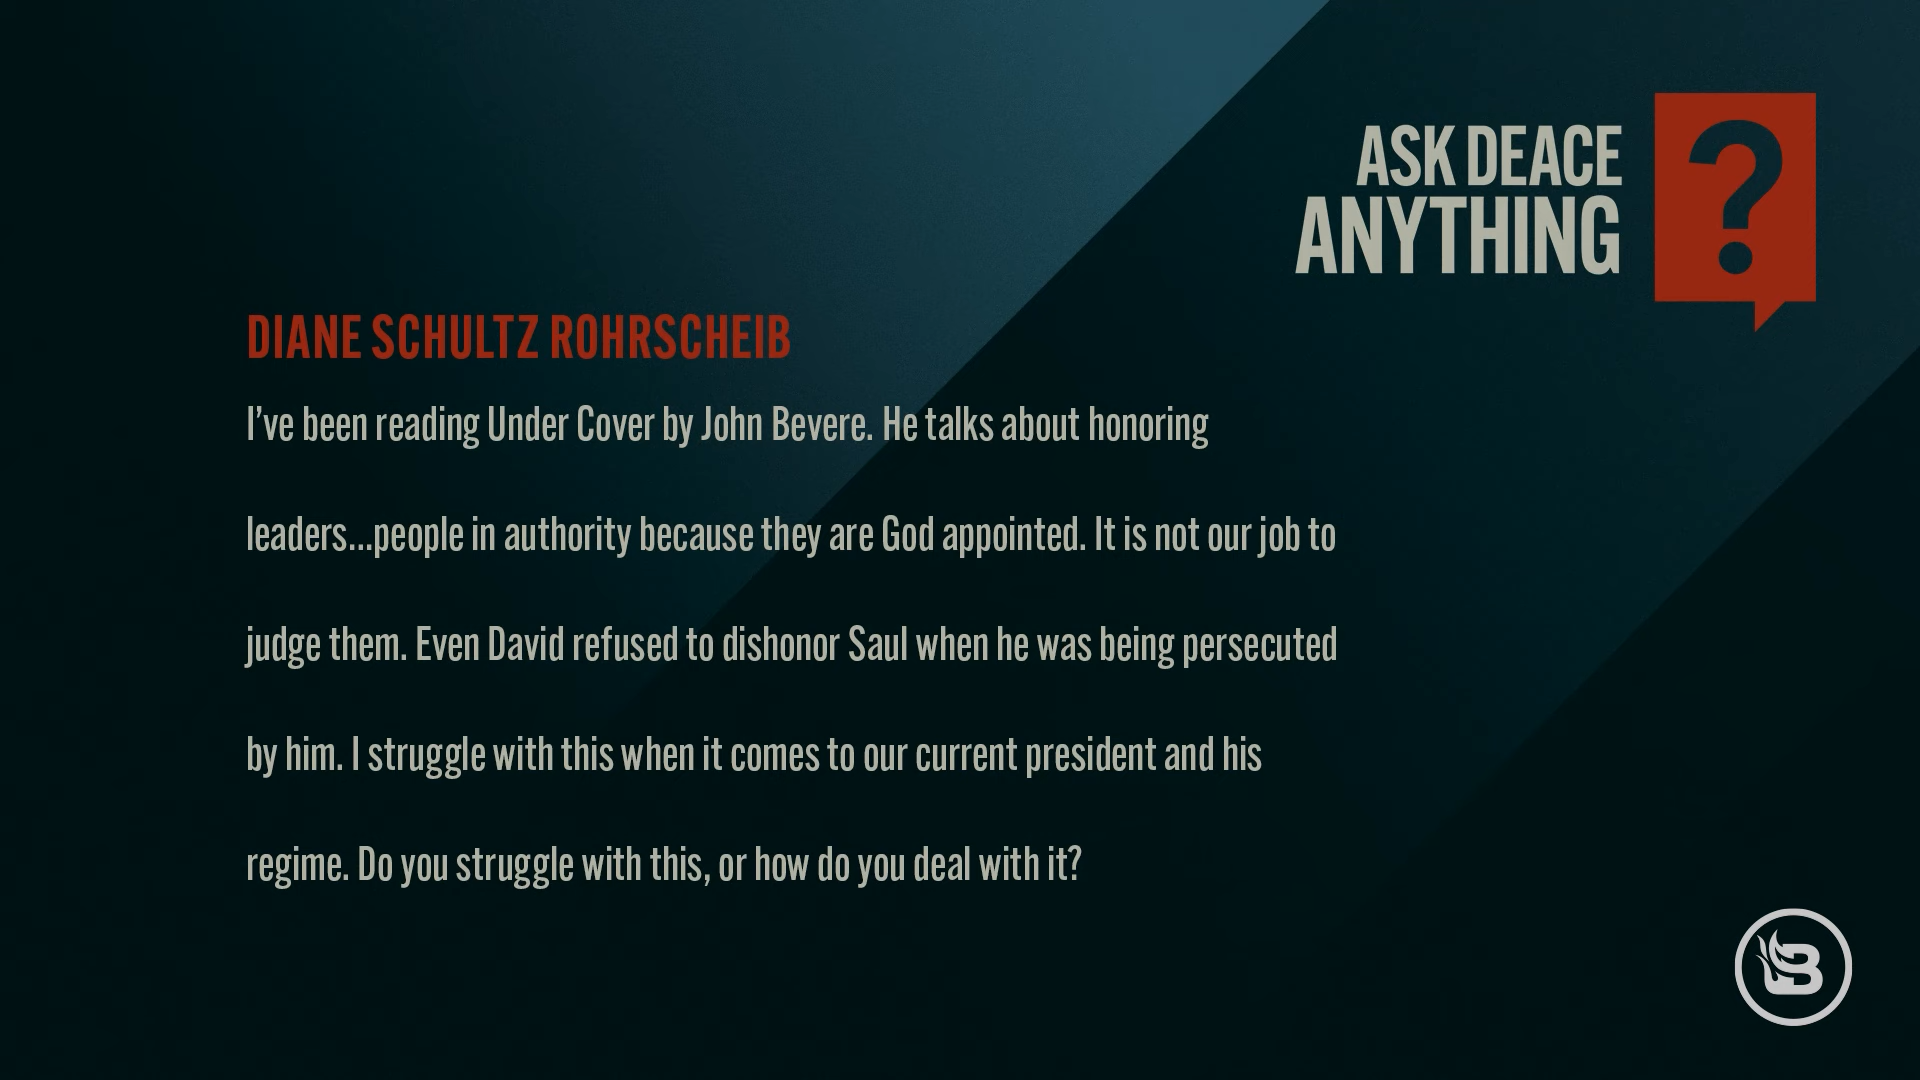 ASK DEACE
ANYTHING
?
DIANE SCHULTZ ROHRSCHEIB
I’ve been reading Under Cover by John Bevere. He talks about honoring
leaders...people in authority because they are God appointed. It is not our job to
judge them. Even David refused to dishonor Saul when he was being persecuted
by him. I struggle with this when it comes to our current president and his
regime. Do you struggle with this, or how do you deal with it?
B